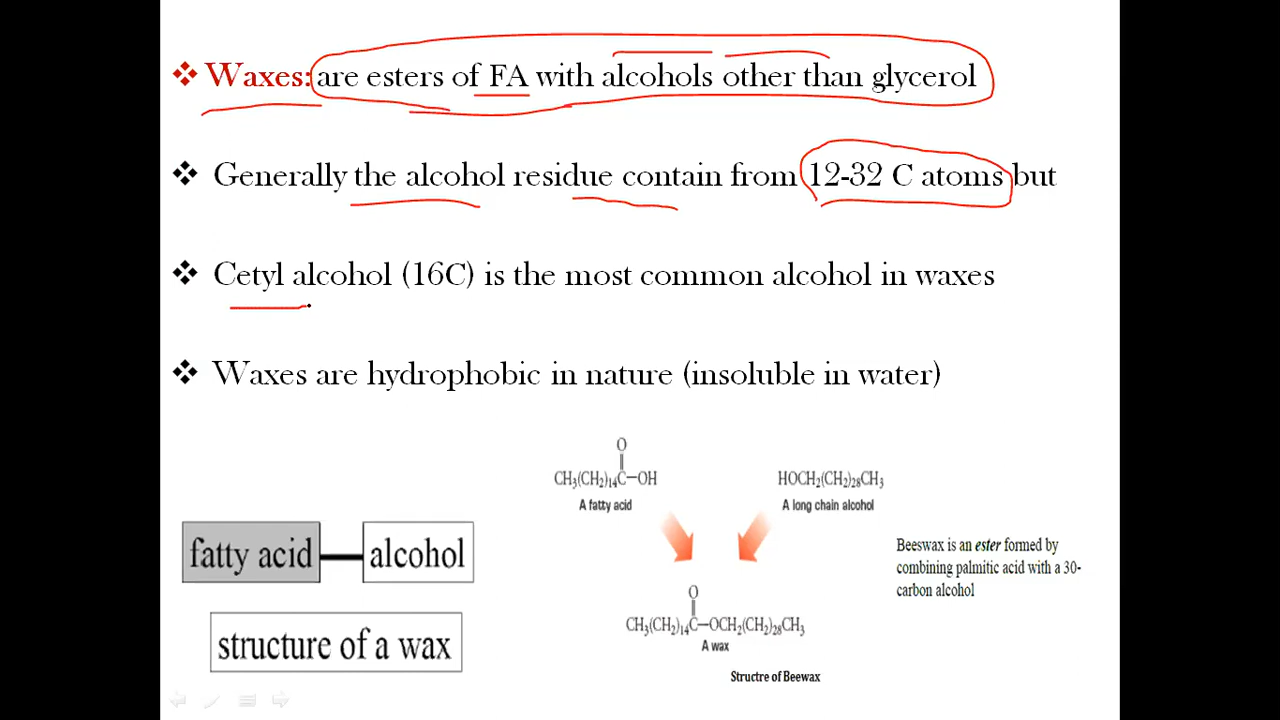 ❖ Waxes: are esters of FA with alcohols other than glycerol
❖ Generally the alcohol residue contain from 12-32 C atoms but
❖ Cetyl alcohol (16C) is the most common alcohol in waxes
❖ Waxes are hydrophobic in nature (insoluble in water)
O
CH₃(CH₂)₁₄C—OH
A fatty acid
HOCH₂(CH₂)₂₈CH₃
A long chain alcohol
fatty acid
alcohol
structure of a wax
O
CH₃(CH₂)₁₄C—OCH₂(CH₂)₂₈CH₃
A wax
Structre of Beewax
Beeswax is an ester formed by
combining palmitic acid with a 30-
carbon alcohol